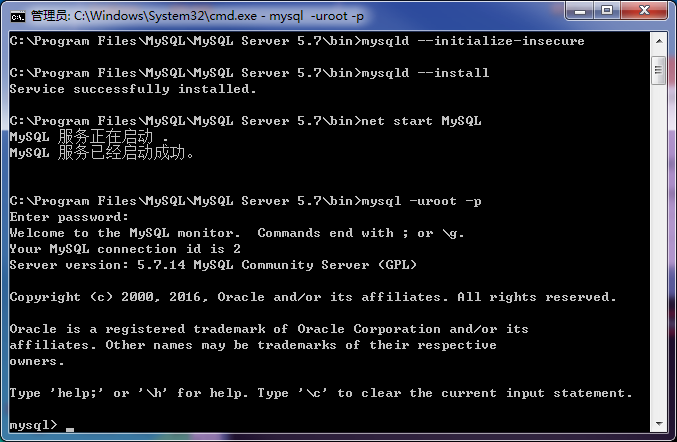 管理员: C:\Windows\System32\cmd.exe - mysql -uroot -p
C:\Program Files\MySQL\MySQL Server 5.7\bin>mysqld --initialize-insecure
C:\Program Files\MySQL\MySQL Server 5.7\bin>mysqld --install
Service successfully installed.
C:\Program Files\MySQL\MySQL Server 5.7\bin>net start MySQL
MySQL 服务正在启动 .
MySQL 服务已经启动成功。
C:\Program Files\MySQL\MySQL Server 5.7\bin>mysql -uroot -p
Enter password:
Welcome to the MySQL monitor.  Commands end with ; or \g.
Your MySQL connection id is 2
Server version: 5.7.14 MySQL Community Server (GPL)
Copyright (c) 2000, 2016, Oracle and/or its affiliates. All rights reserved.
Oracle is a registered trademark of Oracle Corporation and/or its
affiliates. Other names may be trademarks of their respective
owners.
Type 'help;' or '\h' for help. Type '\c' to clear the current input statement.
mysql> _